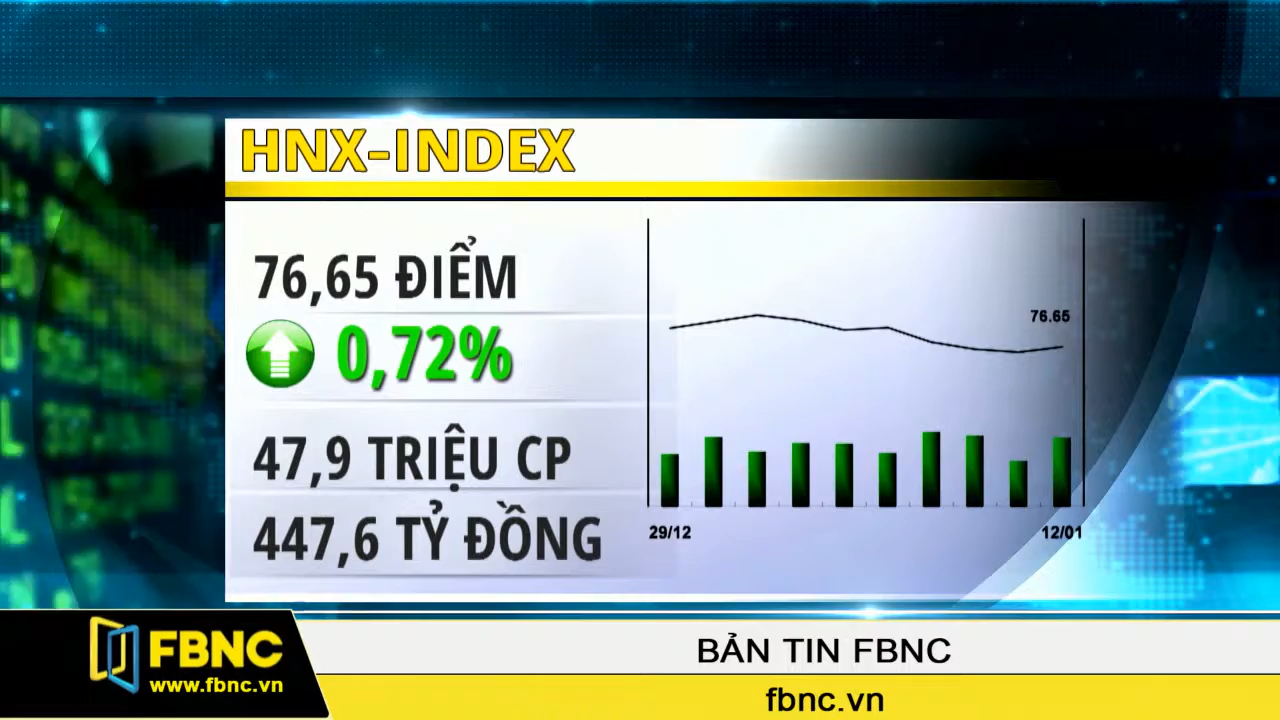 HNX-INDEX
76,65 ĐIỂM
0,72%
47,9 TRIỆU CP
447,6 TỶ ĐỒNG
76.65
29/12
12/01
FBNC
www.fbnc.vn
BẢN TIN FBNC
fbnc.vn